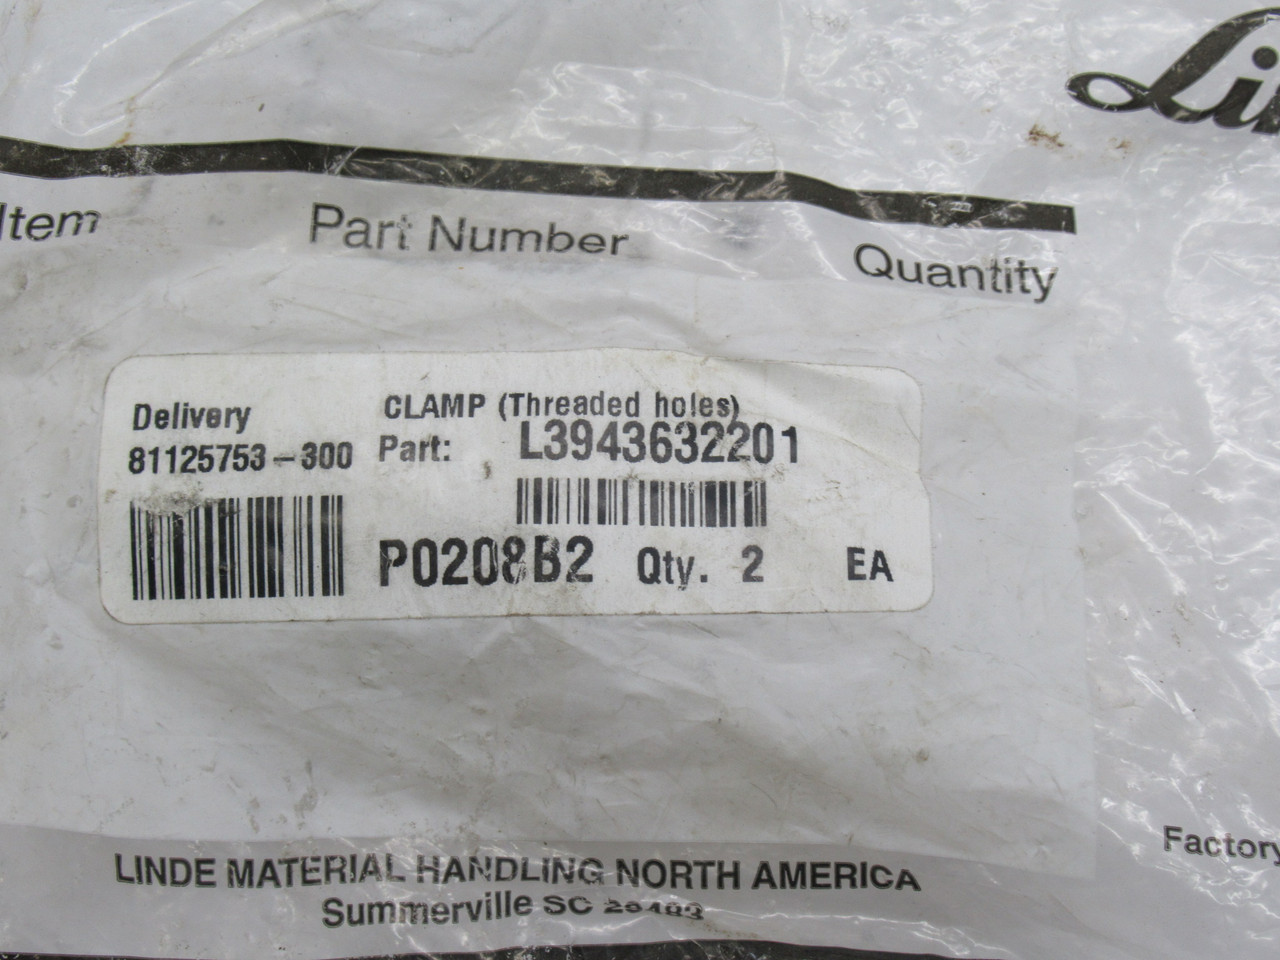 Item Part Number Quantity
CLAMP (Threaded holes)
Delivery
Part: L3943632201
81125753-300
P0208B2 Qty. 2 EA
LINDE MATERIAL HANDLING NORTH AMERICA
Summerville SC
Factory